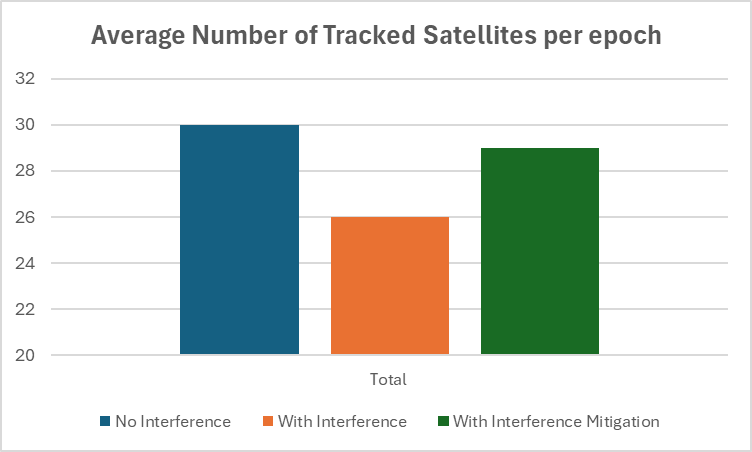 Average Number of Tracked Satellites per epoch
32
30
28
26
24
22
20
Total
No Interference With Interference With Interference Mitigation